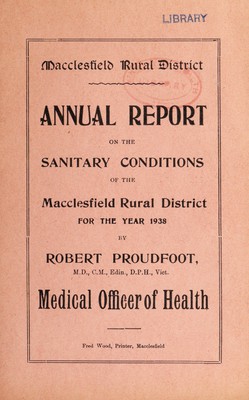 LIBRARY
Macclesfield Rural District
ANNUAL REPORT
ON THE
SANITARY CONDITIONS
OF THE
Macclesfield Rural District
FOR THE YEAR 1938
BY
ROBERT PROUDFOOT,
M.D., C.M., Edin., D.P.H., Vict.
Medical Officer of Health
Fred Wood, Printer, Macclesfield